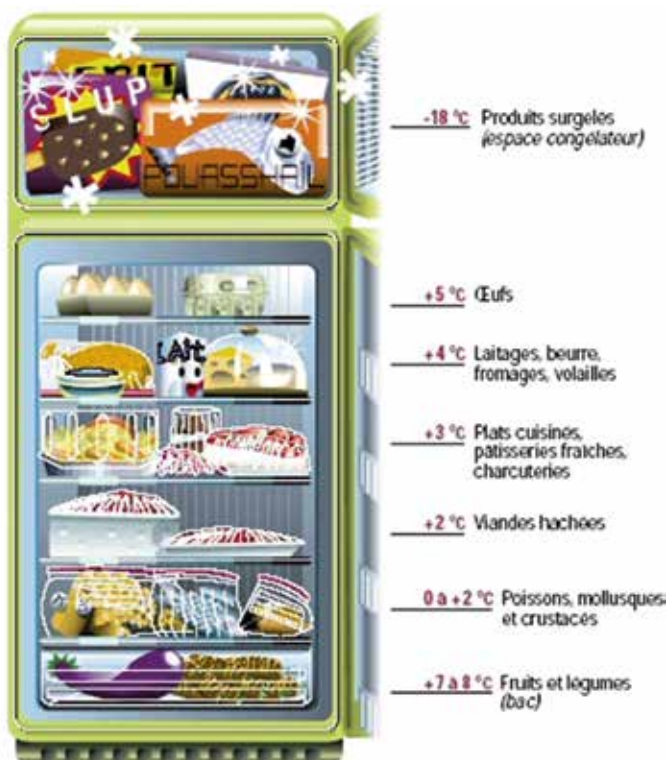 SLUP
POUASSKAIL
-18 °C Produits surgelés
(espace congélateur)
+5 °C Œufs
LAit
+4 °C Laitages, beurre,
fromages, volailles
+3 °C Plats cuisinés,
pâtisseries fraîches,
charcuteries
+2 °C Viandes hachées
0 à +2 °C Poissons, mollusques
et crustacés
+7 à 8 °C Fruits et légumes
(bac)